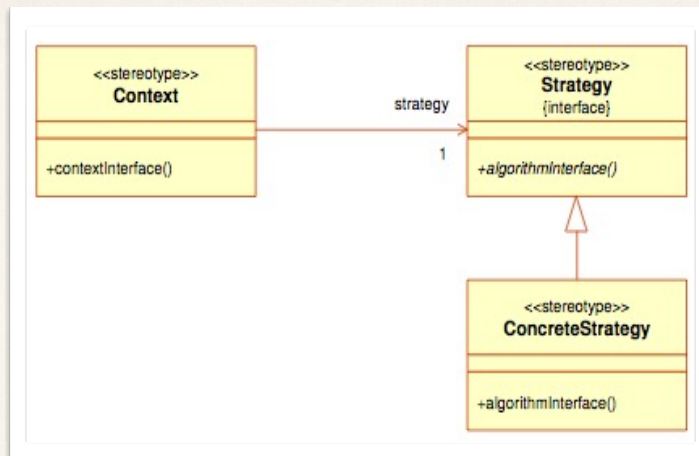 <<stereotype>>
Context
+contextInterface()
strategy
1
<<stereotype>>
Strategy
{interface}
+algorithmInterface()
<<stereotype>>
ConcreteStrategy
+algorithmInterface()